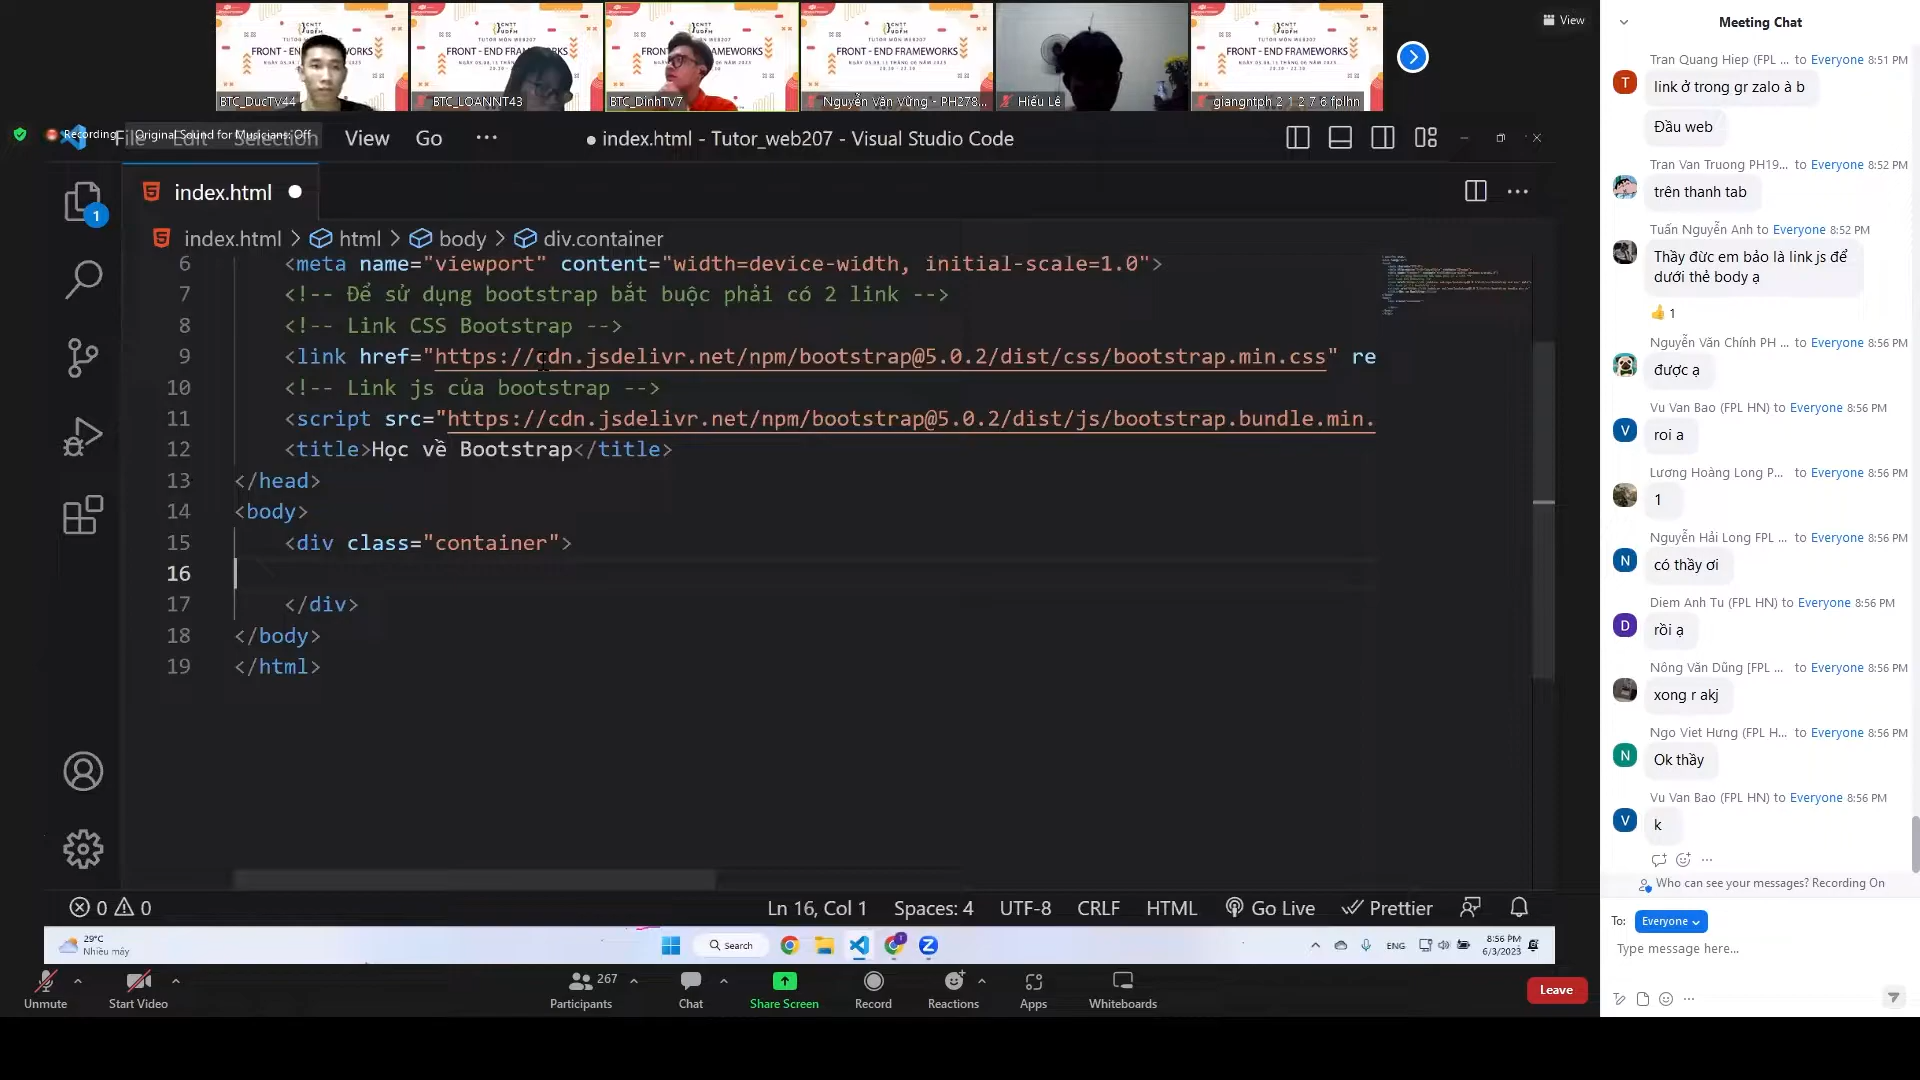 CNTT
UDPM
TUTOR MÔN WEB207
FRONT - END FRAMEWORKS
BTC_DucTV44
BTC_LOANNT43
BTC_DinhTV7
Nguyễn Văn Vững - PH278...
Hiếu Lê
giangntph 2 1 2 7 6 fplhn
View
Recording
Original Sound for Musicians: Off
File
Edit
Selection
View
Go
···
● index.html - Tutor_web207 - Visual Studio Code
index.html
index.html > html > body > div.container
1
6 <meta name="viewport" content="width=device-width, initial-scale=1.0">
7 <!-- Để sử dụng bootstrap bắt buộc phải có 2 link -->
8 <!-- Link CSS Bootstrap -->
9 <link href="https://cdn.jsdelivr.net/npm/bootstrap@5.0.2/dist/css/bootstrap.min.css" re
10 <!-- Link js của bootstrap -->
11 <script src="https://cdn.jsdelivr.net/npm/bootstrap@5.0.2/dist/js/bootstrap.bundle.min.
12 <title>Học về Bootstrap</title>
13 </head>
14 <body>
15 <div class="container">
16
17 </div>
18 </body>
19 </html>
0 0
Ln 16, Col 1 Spaces: 4 UTF-8 CRLF HTML Go Live Prettier
29°C
Nhiều mây
Search
ENG
8:56 PM
6/3/2023
Unmute
Start Video
267
Participants
Chat
Share Screen
Record
Reactions
Apps
Whiteboards
Leave
Meeting Chat
Tran Quang Hiep (FPL ... to Everyone 8:51 PM
T
link ở trong gr zalo à b
Đầu web
Tran Van Truong PH19... to Everyone 8:52 PM
trên thanh tab
Tuấn Nguyễn Anh to Everyone 8:52 PM
Thầy đức em bảo là link js để
dưới thẻ body ạ
👍 1
Nguyễn Văn Chính PH ... to Everyone 8:56 PM
được ạ
Vu Van Bao (FPL HN) to Everyone 8:56 PM
V
roi a
Lương Hoàng Long P... to Everyone 8:56 PM
1
Nguyễn Hải Long FPL ... to Everyone 8:56 PM
N
có thầy ơi
Diem Anh Tu (FPL HN) to Everyone 8:56 PM
D
rồi ạ
Nông Văn Dũng [FPL ... to Everyone 8:56 PM
xong r akj
Ngo Viet Hưng (FPL H... to Everyone 8:56 PM
N
Ok thầy
Vu Van Bao (FPL HN) to Everyone 8:56 PM
V
k
Who can see your messages? Recording On
To: Everyone
Type message here...